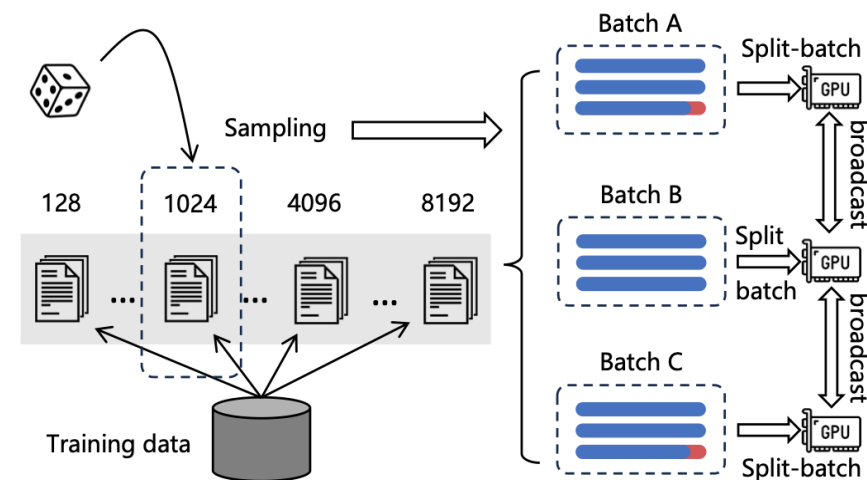 Batch A
Split-batch
GPU
Sampling
broadcast
128 1024 4096 8192
Batch B
Split
batch
GPU
... ... ...
broadcast
Batch C
GPU
Training data
Split-batch